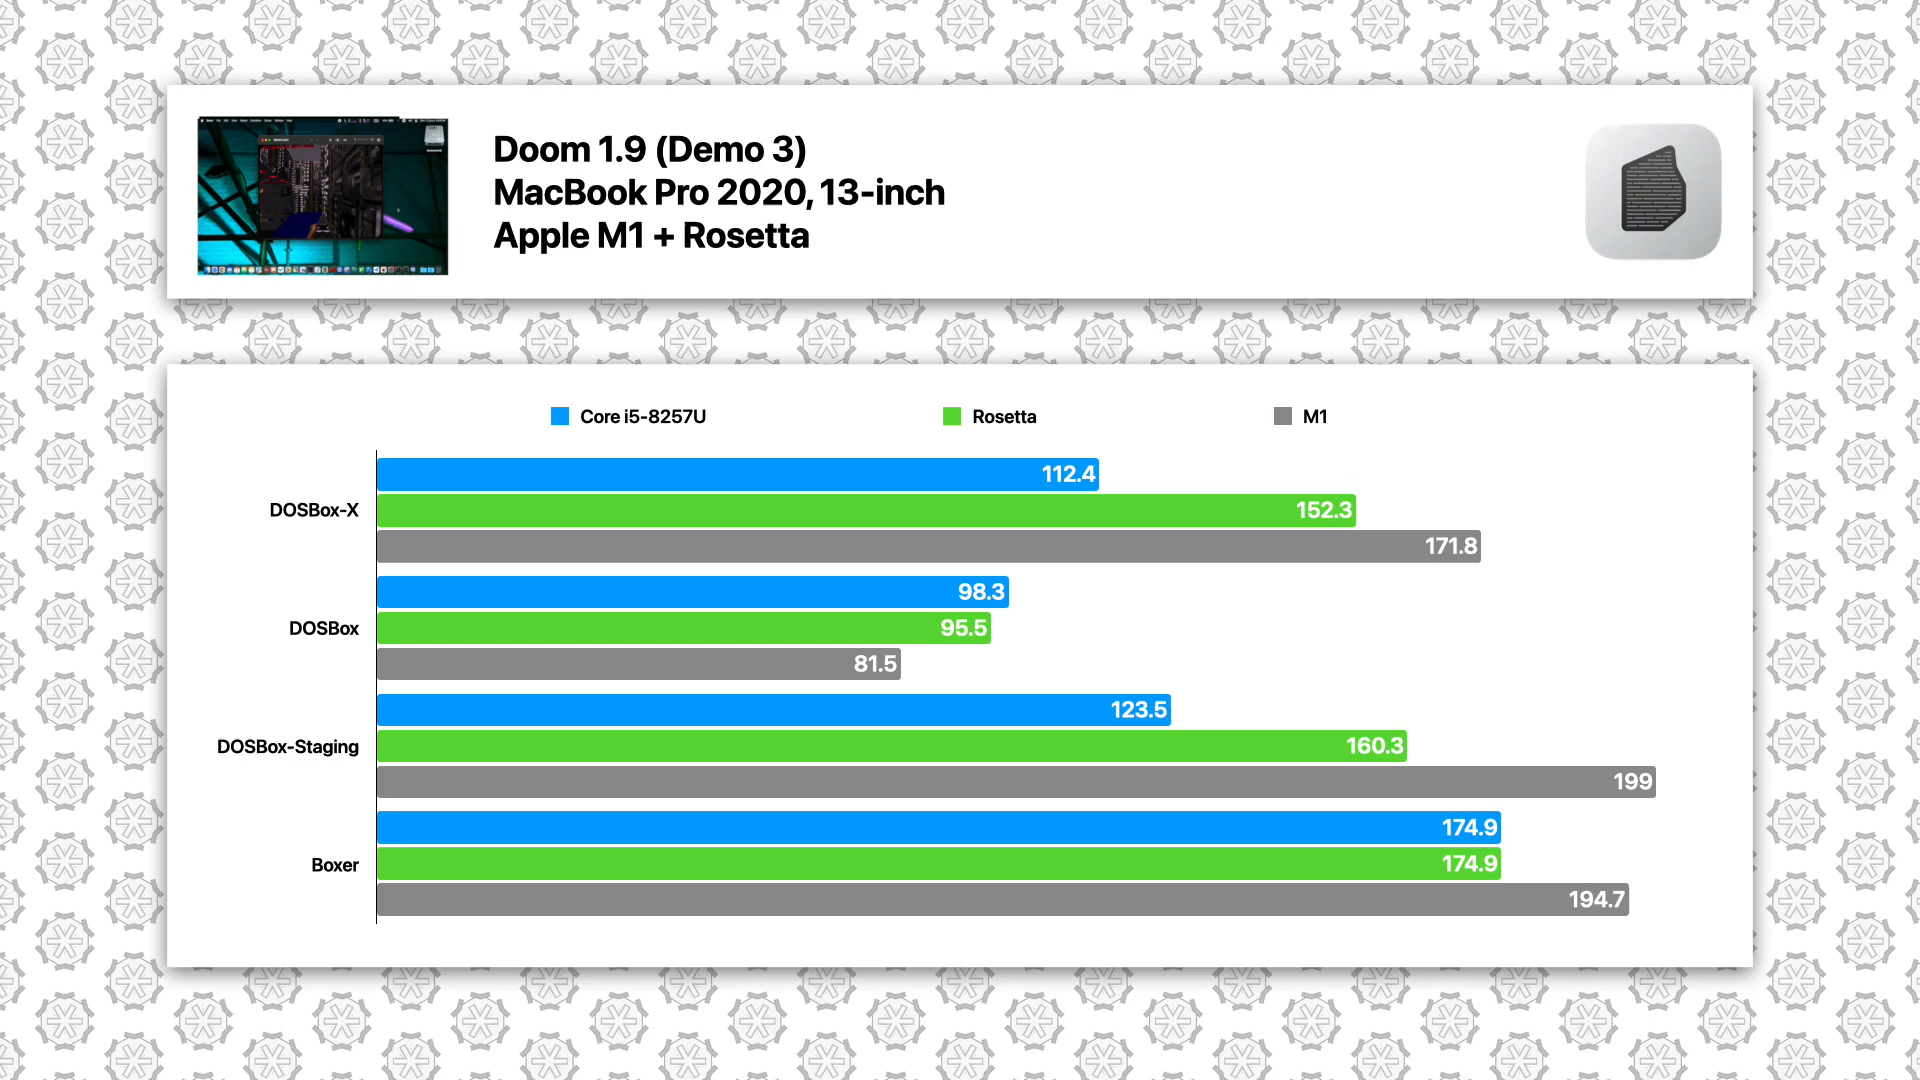 Doom 1.9 (Demo 3)
MacBook Pro 2020, 13-inch
Apple M1 + Rosetta
Core i5-8257U
Rosetta
M1
DOSBox-X
112.4
152.3
171.8
DOSBox
98.3
95.5
81.5
DOSBox-Staging
123.5
160.3
199
Boxer
174.9
174.9
194.7